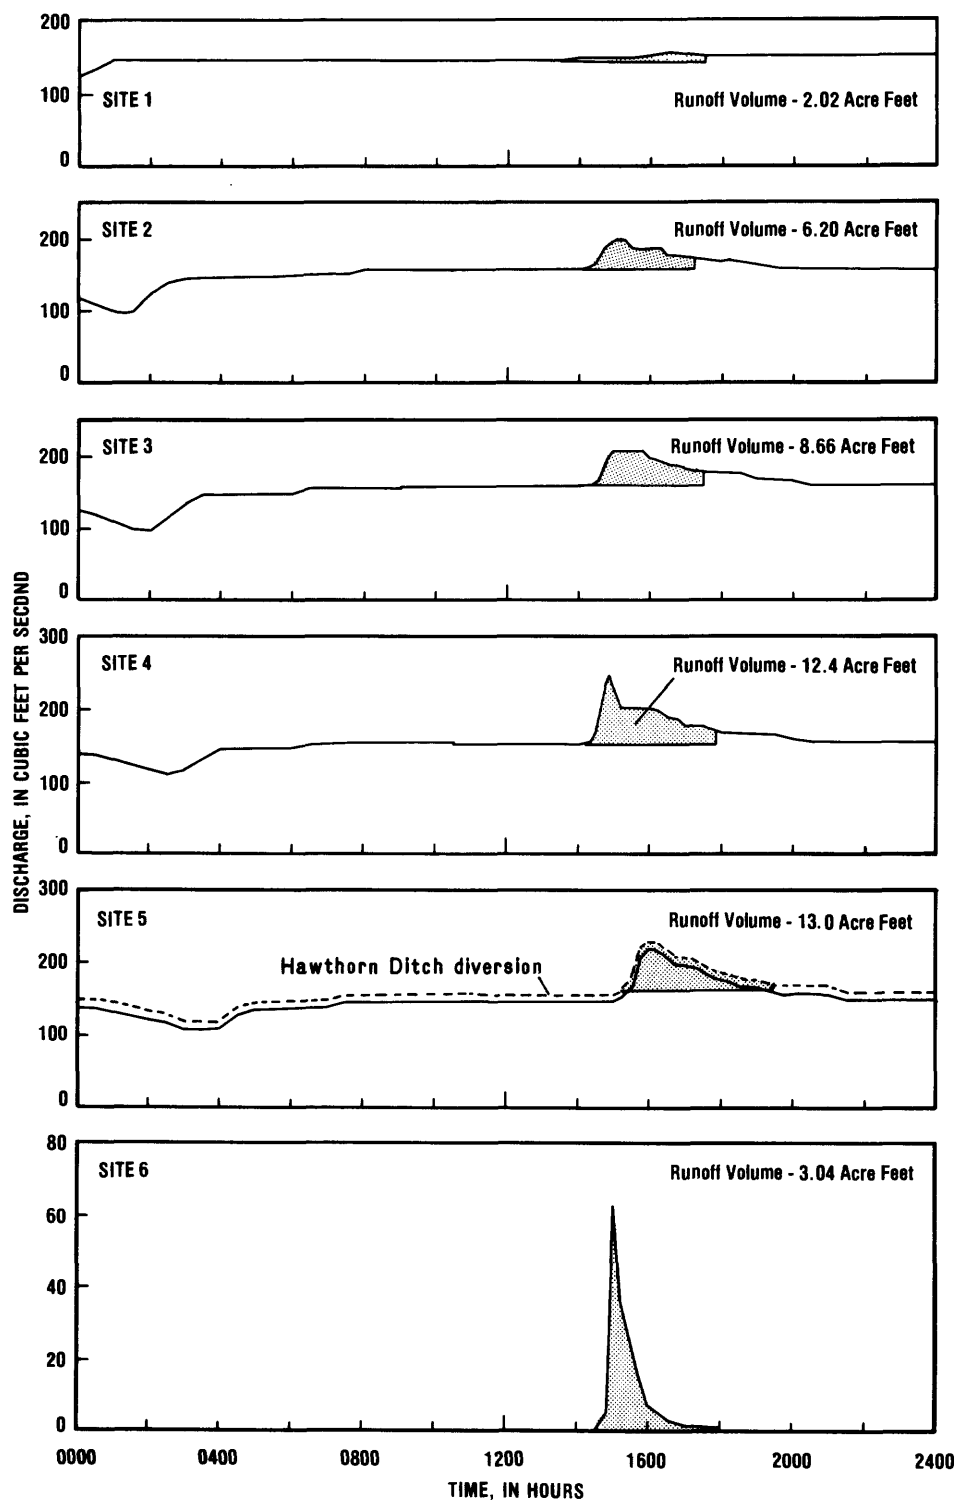 200
100
0
SITE 1
Runoff Volume - 2.02 Acre Feet
200
100
0
SITE 2
Runoff Volume - 6.20 Acre Feet
200
100
0
SITE 3
Runoff Volume - 8.66 Acre Feet
300
200
100
0
SITE 4
Runoff Volume - 12.4 Acre Feet
300
200
100
0
SITE 5
Runoff Volume - 13.0 Acre Feet
Hawthorn Ditch diversion
80
60
40
20
0
SITE 6
Runoff Volume - 3.04 Acre Feet
0000 0400 0800 1200 1600 2000 2400
TIME, IN HOURS
DISCHARGE, IN CUBIC FEET PER SECOND